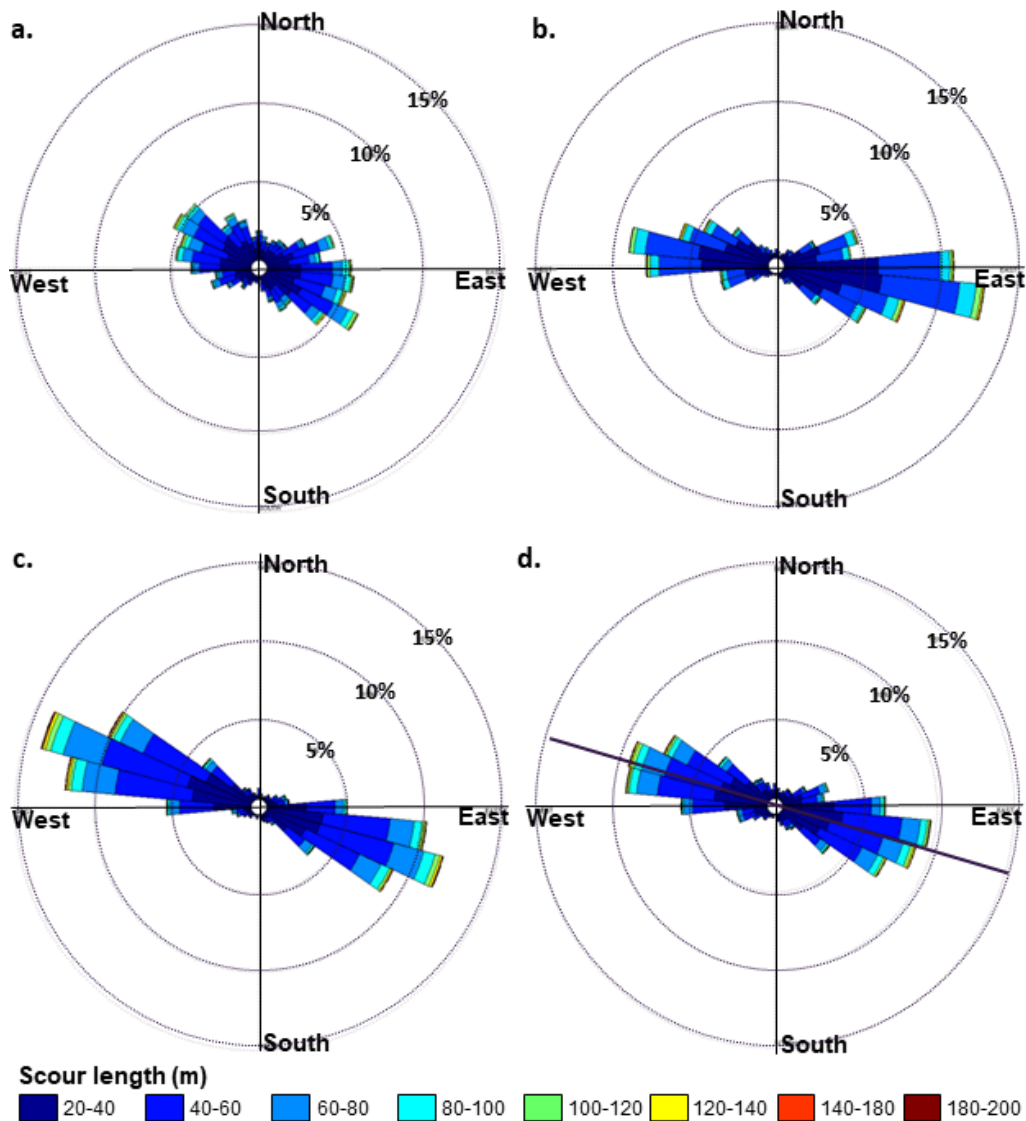 a.
North
15%
10%
5%
West
East
South
b.
North
15%
10%
5%
West
East
South
c.
North
15%
10%
5%
West
East
South
d.
North
15%
10%
5%
West
East
South
Scour length (m)
20-40 40-60 60-80 80-100 100-120 120-140 140-180 180-200